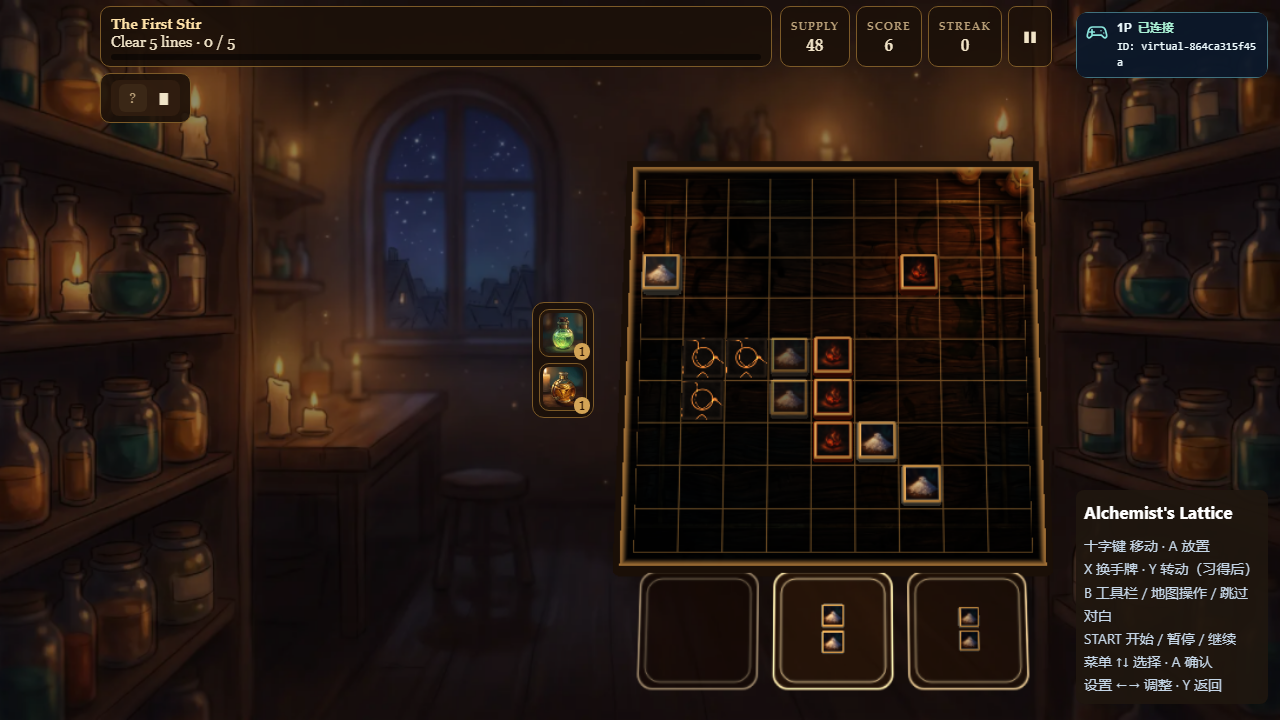 The First Stir
Clear 5 lines · 0 / 5
SUPPLY
48
SCORE
6
STREAK
0
1P 已连接
ID: virtual-864ca315f45
a
?
1
1
Alchemist's Lattice
十字键 移动 · A 放置
X 换手牌 · Y 转动（习得后）
B 工具栏 / 地图操作 / 跳过
对白
START 开始 / 暂停 / 继续
菜单 ↑↓ 选择 · A 确认
设置 ←→ 调整 · Y 返回